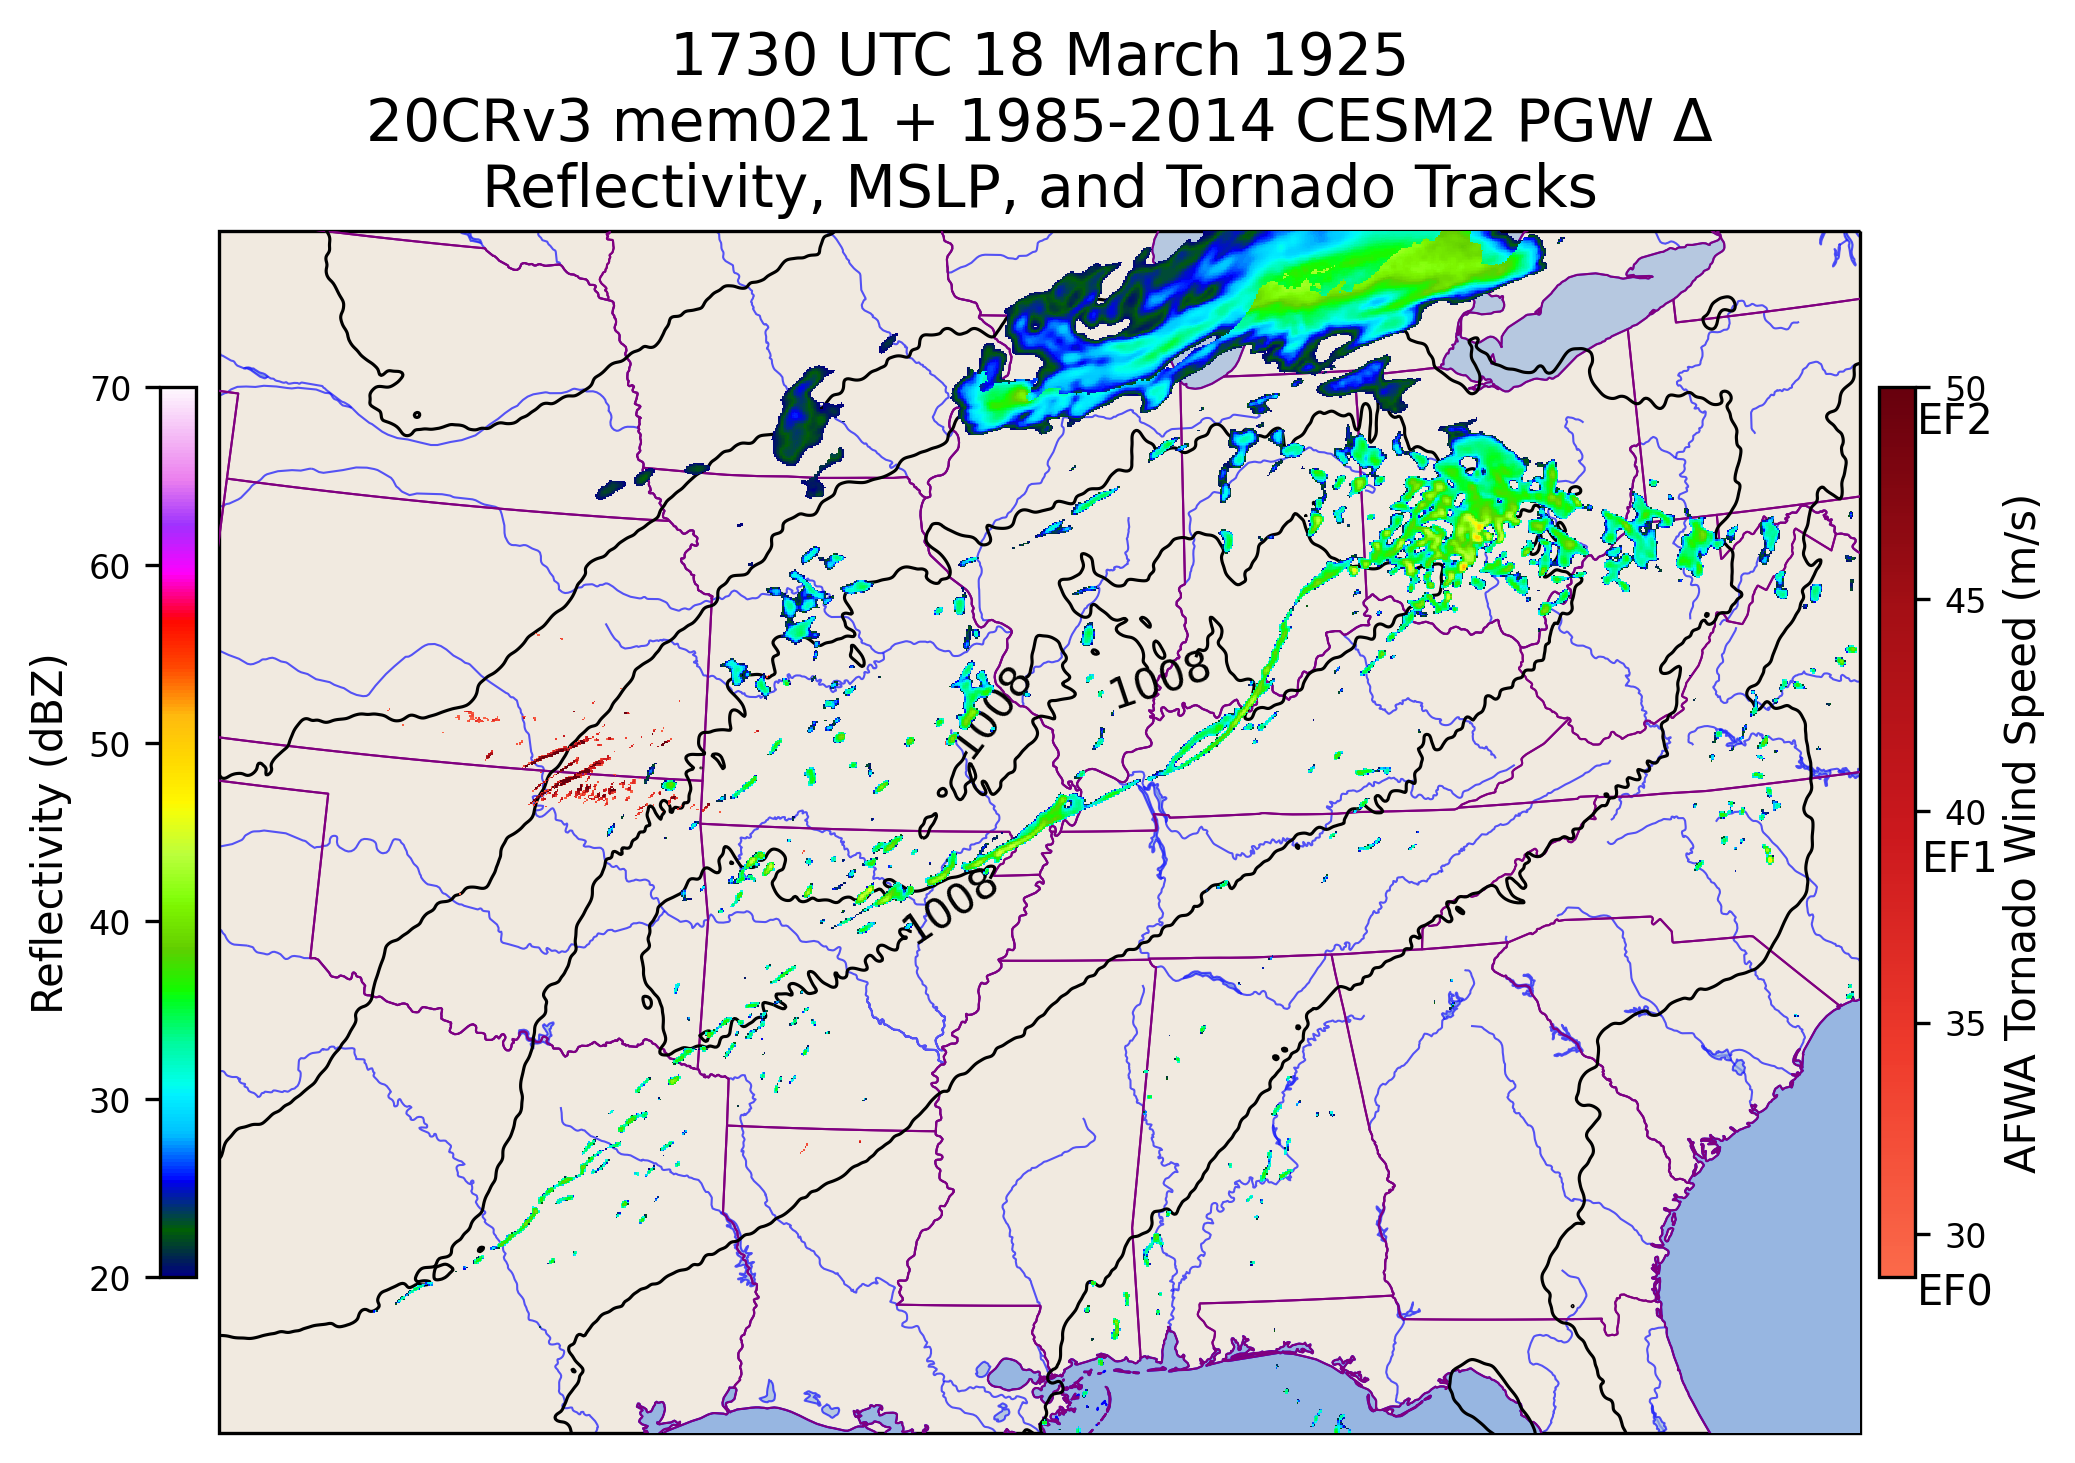 1730 UTC 18 March 1925
20CRv3 mem021 + 1985-2014 CESM2 PGW Δ
Reflectivity, MSLP, and Tornado Tracks
70
60
50
40
30
20
Reflectivity (dBZ)
1008
1008
1008
50
EF2
45
40
EF1
35
30
EF0
AFWA Tornado Wind Speed (m/s)